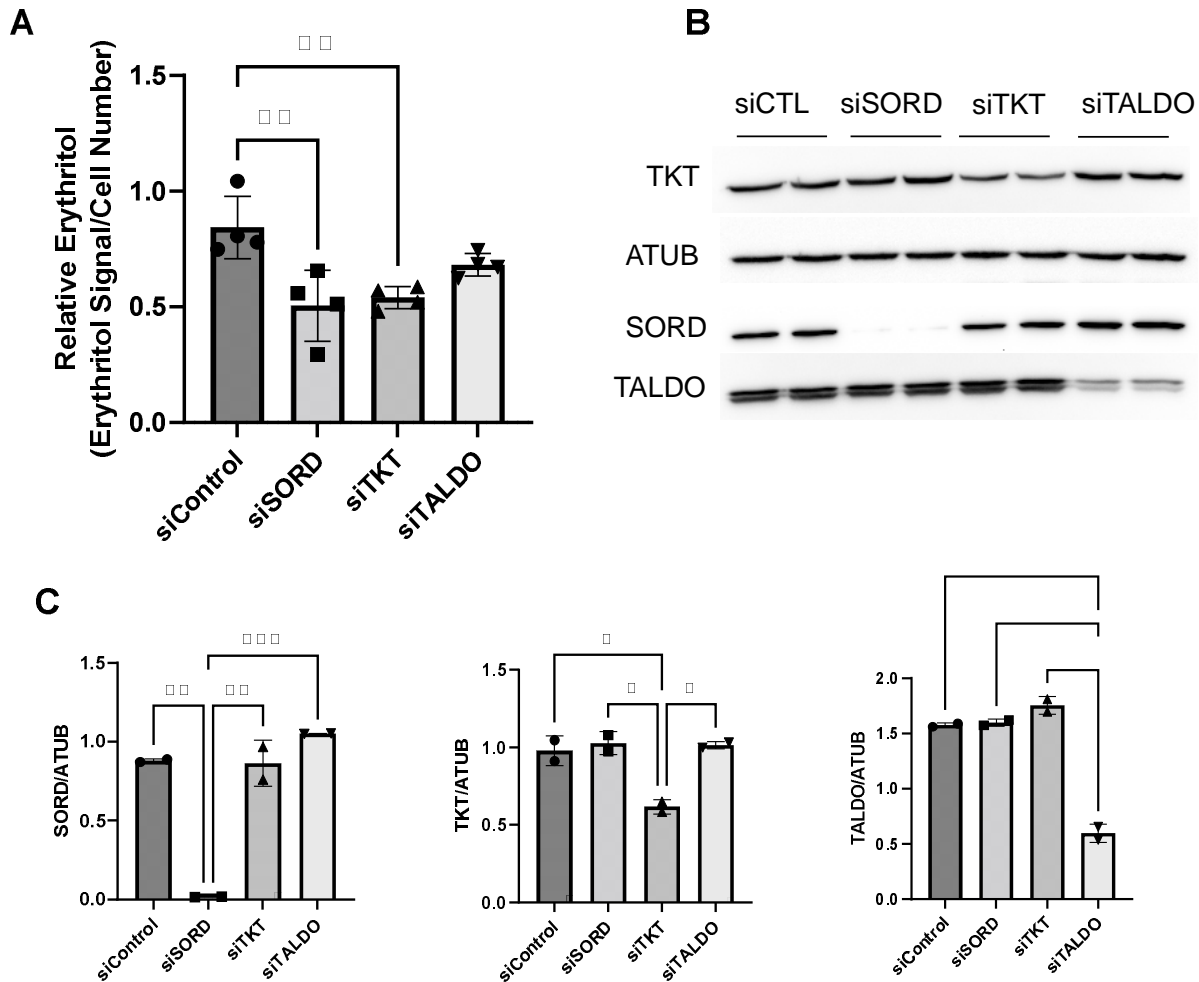 A
Relative Erythritol
(Erythritol Signal/Cell Number)
1.5
1.0
0.5
0.0
siControl
siSORD
siTKT
siTALDO
B
siCTL siSORD siTKT siTALDO
TKT
ATUB
SORD
TALDO
C
SORD/ATUB
1.5
1.0
0.5
0.0
siControl
siSORD
siTKT
siTALDO
TKT/ATUB
1.5
1.0
0.5
0.0
siControl
siSORD
siTKT
siTALDO
TALDO/ATUB
2.0
1.5
1.0
0.5
0.0
siControl
siSORD
siTKT
siTALDO